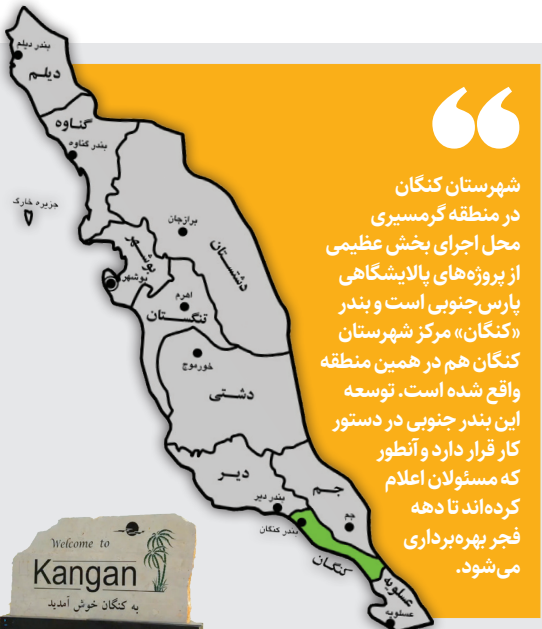 بندر دیلم
دیلم
گناوه
بندر گناوه
جزیره خارک
برازجان
دشتستان
بوشهر
بوشهر
اهرم
تنگستان
خورموج
دشتی
دیر
جم
بندر دیر
جم
بندر کنگان
کنگان
عسلویه
عسلویه
شهرستان کنگان
در منطقه گرمسیری
محل اجرای بخش عظیمی
از پروژه‌های پالایشگاهی
پارس‌جنوبی است و بندر
«کنگان» مرکز شهرستان
کنگان هم در همین منطقه
واقع شده است. توسعه
این بندر جنوبی در دستور
کار قرار دارد و آنطور
که مسئولان اعلام
کرده‌اند تا دهه
فجر بهره‌برداری
می‌شود.
Welcome to
Kangan
به کنگان خوش آمدید